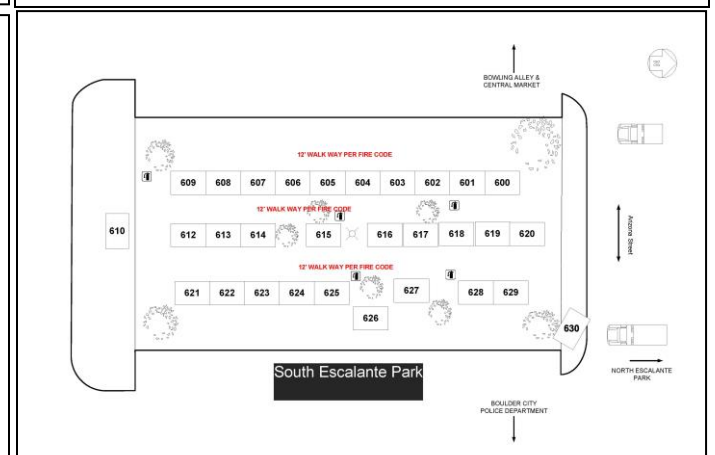 BOWLING ALLEY &
CENTRAL MARKET
12' WALK WAY PER FIRE CODE
609 608 607 606 605 604 603 602 601 600
12' WALK WAY PER FIRE CODE
610
612 613 614 615 616 617 618 619 620
Arizona Street
12' WALK WAY PER FIRE CODE
621 622 623 624 625 627 628 629
626
630
South Escalante Park
NORTH ESCALANTE
PARK
BOULDER CITY
POLICE DEPARTMENT